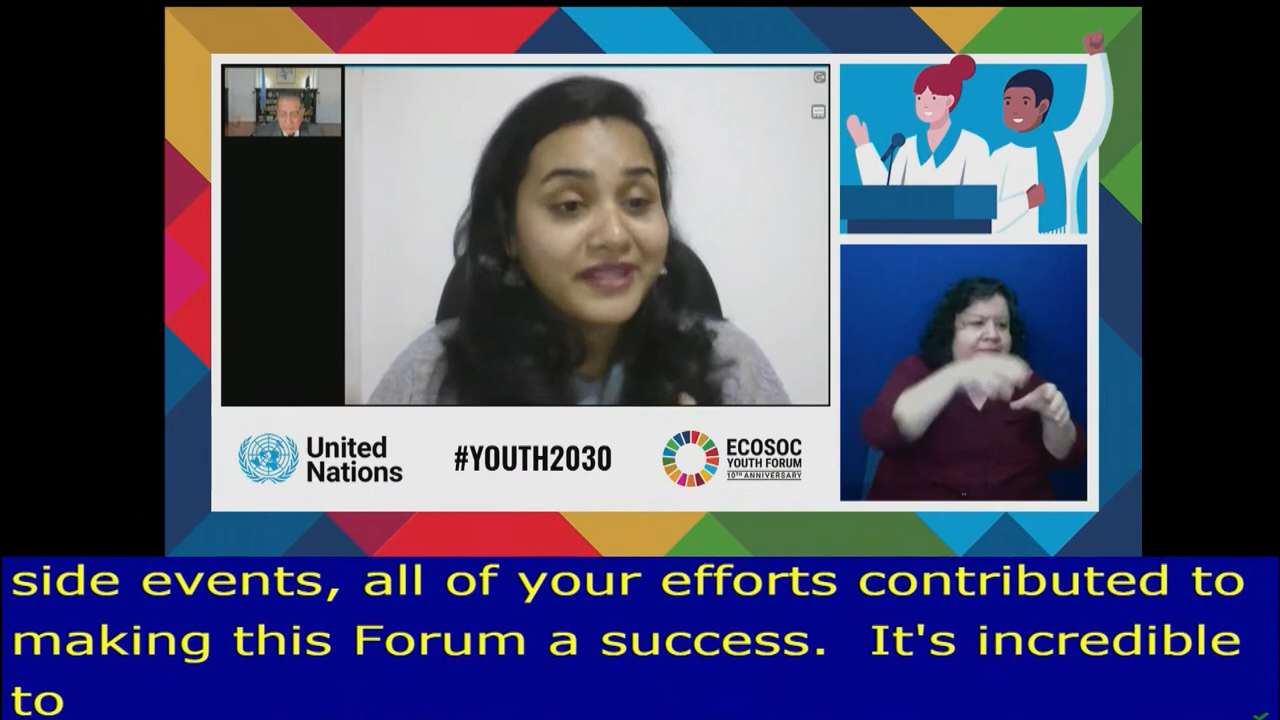 United
Nations
#YOUTH2030
ECOSOC
YOUTH FORUM
10TH ANNIVERSARY
side events, all of your efforts contributed to
making this Forum a success.  It's incredible
to